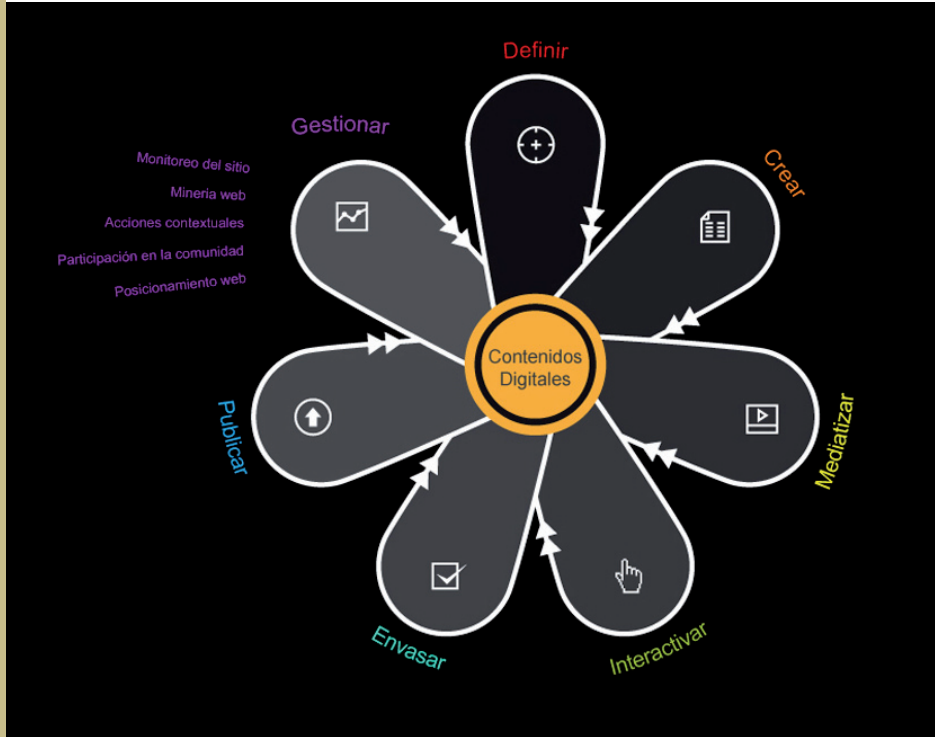 Definir
Gestionar
Monitoreo del sitio
Mineria web
Acciones contextuales
Participación en la comunidad
Posicionamiento web
Crear
Contenidos
Digitales
Publicar
Mediatizar
Envasar
Interactivar